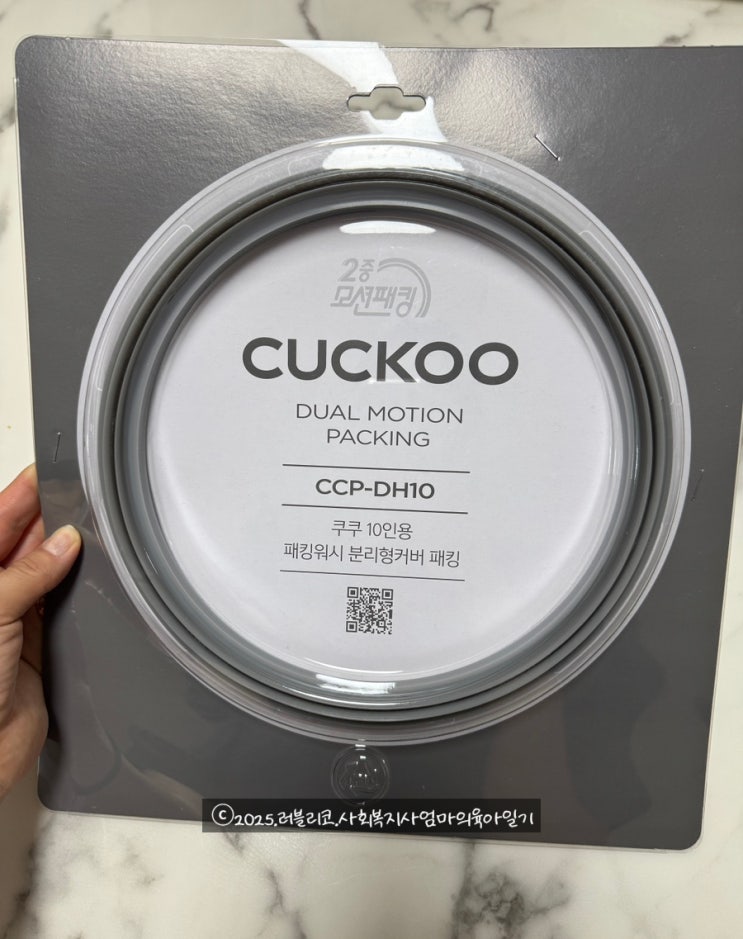 2중
모션패킹
CUCKOO
DUAL MOTION
PACKING
CCP-DH10
쿠쿠 10인용
패킹워시 분리형커버 패킹
©2025.러블리코.사회복지사엄마의육아일기